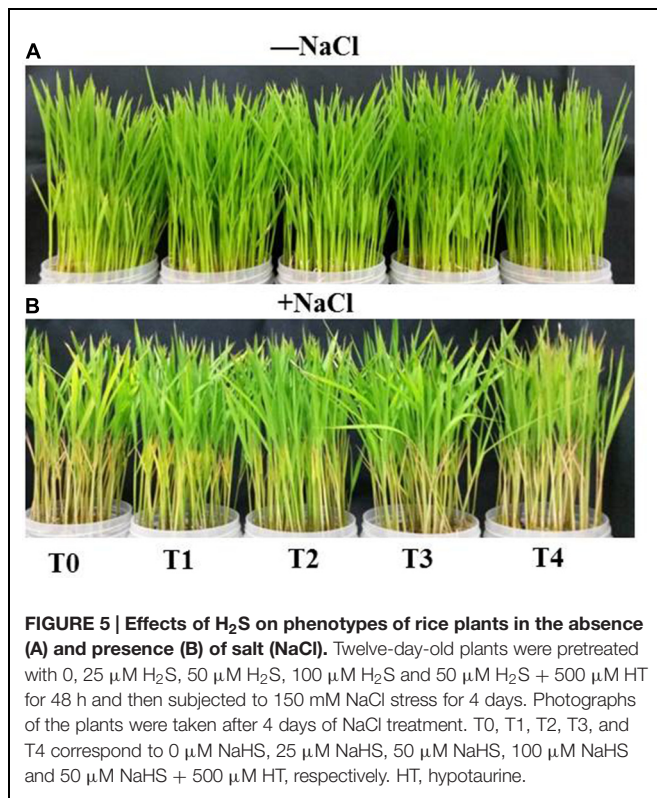 A
—NaCl
B
+NaCl
T0 T1 T2 T3 T4
FIGURE 5 | Effects of H₂S on phenotypes of rice plants in the absence
(A) and presence (B) of salt (NaCl). Twelve-day-old plants were pretreated
with 0, 25 μM H₂S, 50 μM H₂S, 100 μM H₂S and 50 μM H₂S + 500 μM HT
for 48 h and then subjected to 150 mM NaCl stress for 4 days. Photographs
of the plants were taken after 4 days of NaCl treatment. T0, T1, T2, T3, and
T4 correspond to 0 μM NaHS, 25 μM NaHS, 50 μM NaHS, 100 μM NaHS
and 50 μM NaHS + 500 μM HT, respectively. HT, hypotaurine.